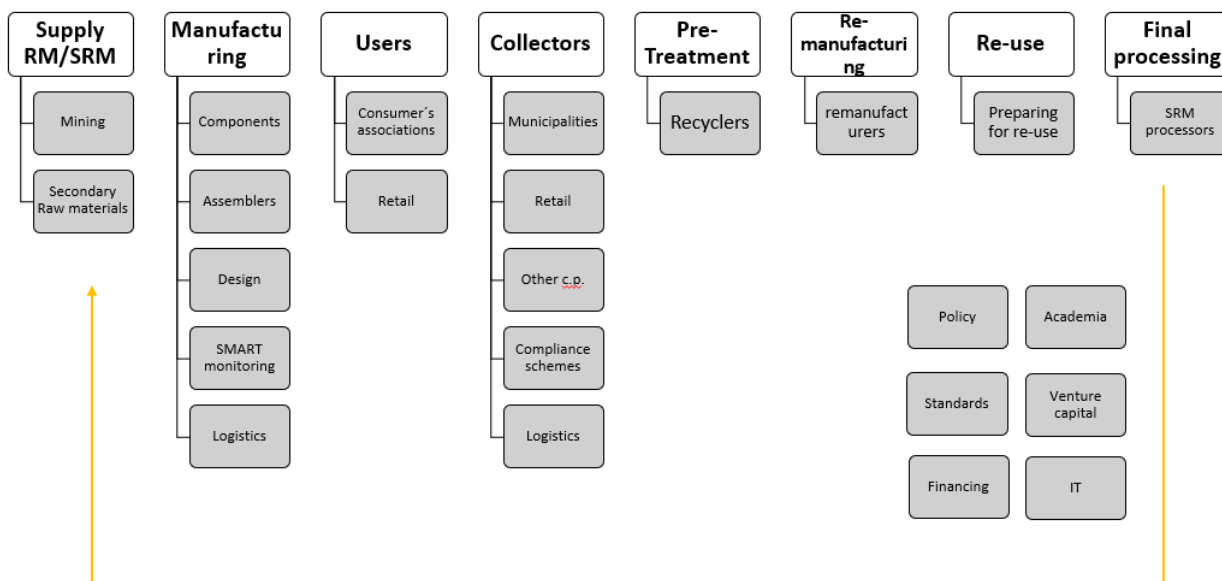 Supply
RM/SRM
Mining
Secondary
Raw materials
Manufactu
ring
Components
Assemblers
Design
SMART
monitoring
Logistics
Users
Consumer´s
associations
Retail
Collectors
Municipalities
Retail
Other c.p.
Compliance
schemes
Logistics
Pre-
Treatment
Recyclers
Re-
manufacturi
ng
remanufact
urers
Re-use
Preparing
for re-use
Final
processing
SRM
processors
Policy
Academia
Standards
Venture
capital
Financing
IT